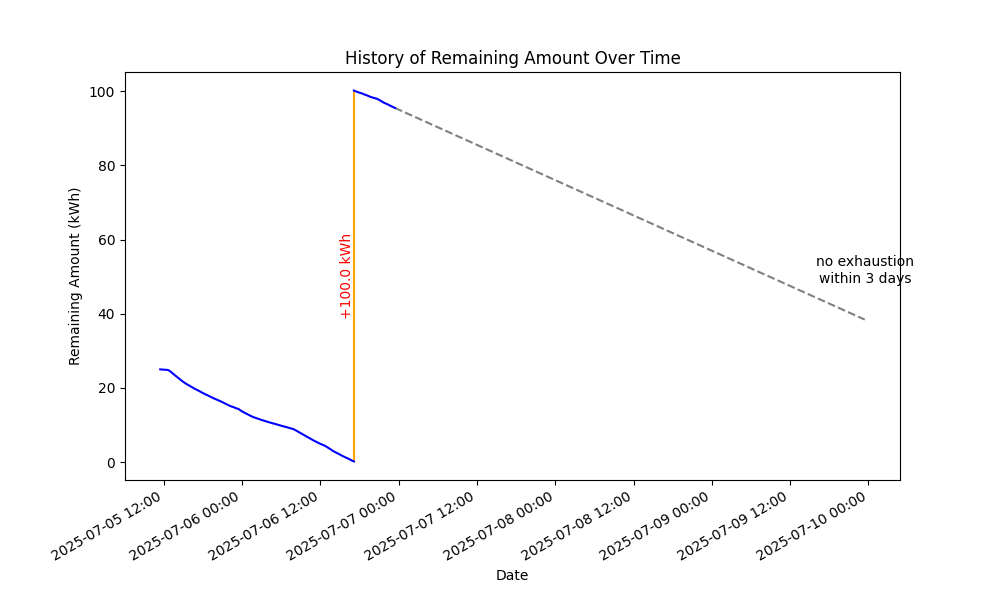 History of Remaining Amount Over Time
Remaining Amount (kWh)
100
80
60
40
20
0
+100.0 kWh
no exhaustion
within 3 days
2025-07-05 12:00
2025-07-06 00:00
2025-07-06 12:00
2025-07-07 00:00
2025-07-07 12:00
2025-07-08 00:00
2025-07-08 12:00
2025-07-09 00:00
2025-07-09 12:00
2025-07-10 00:00
Date